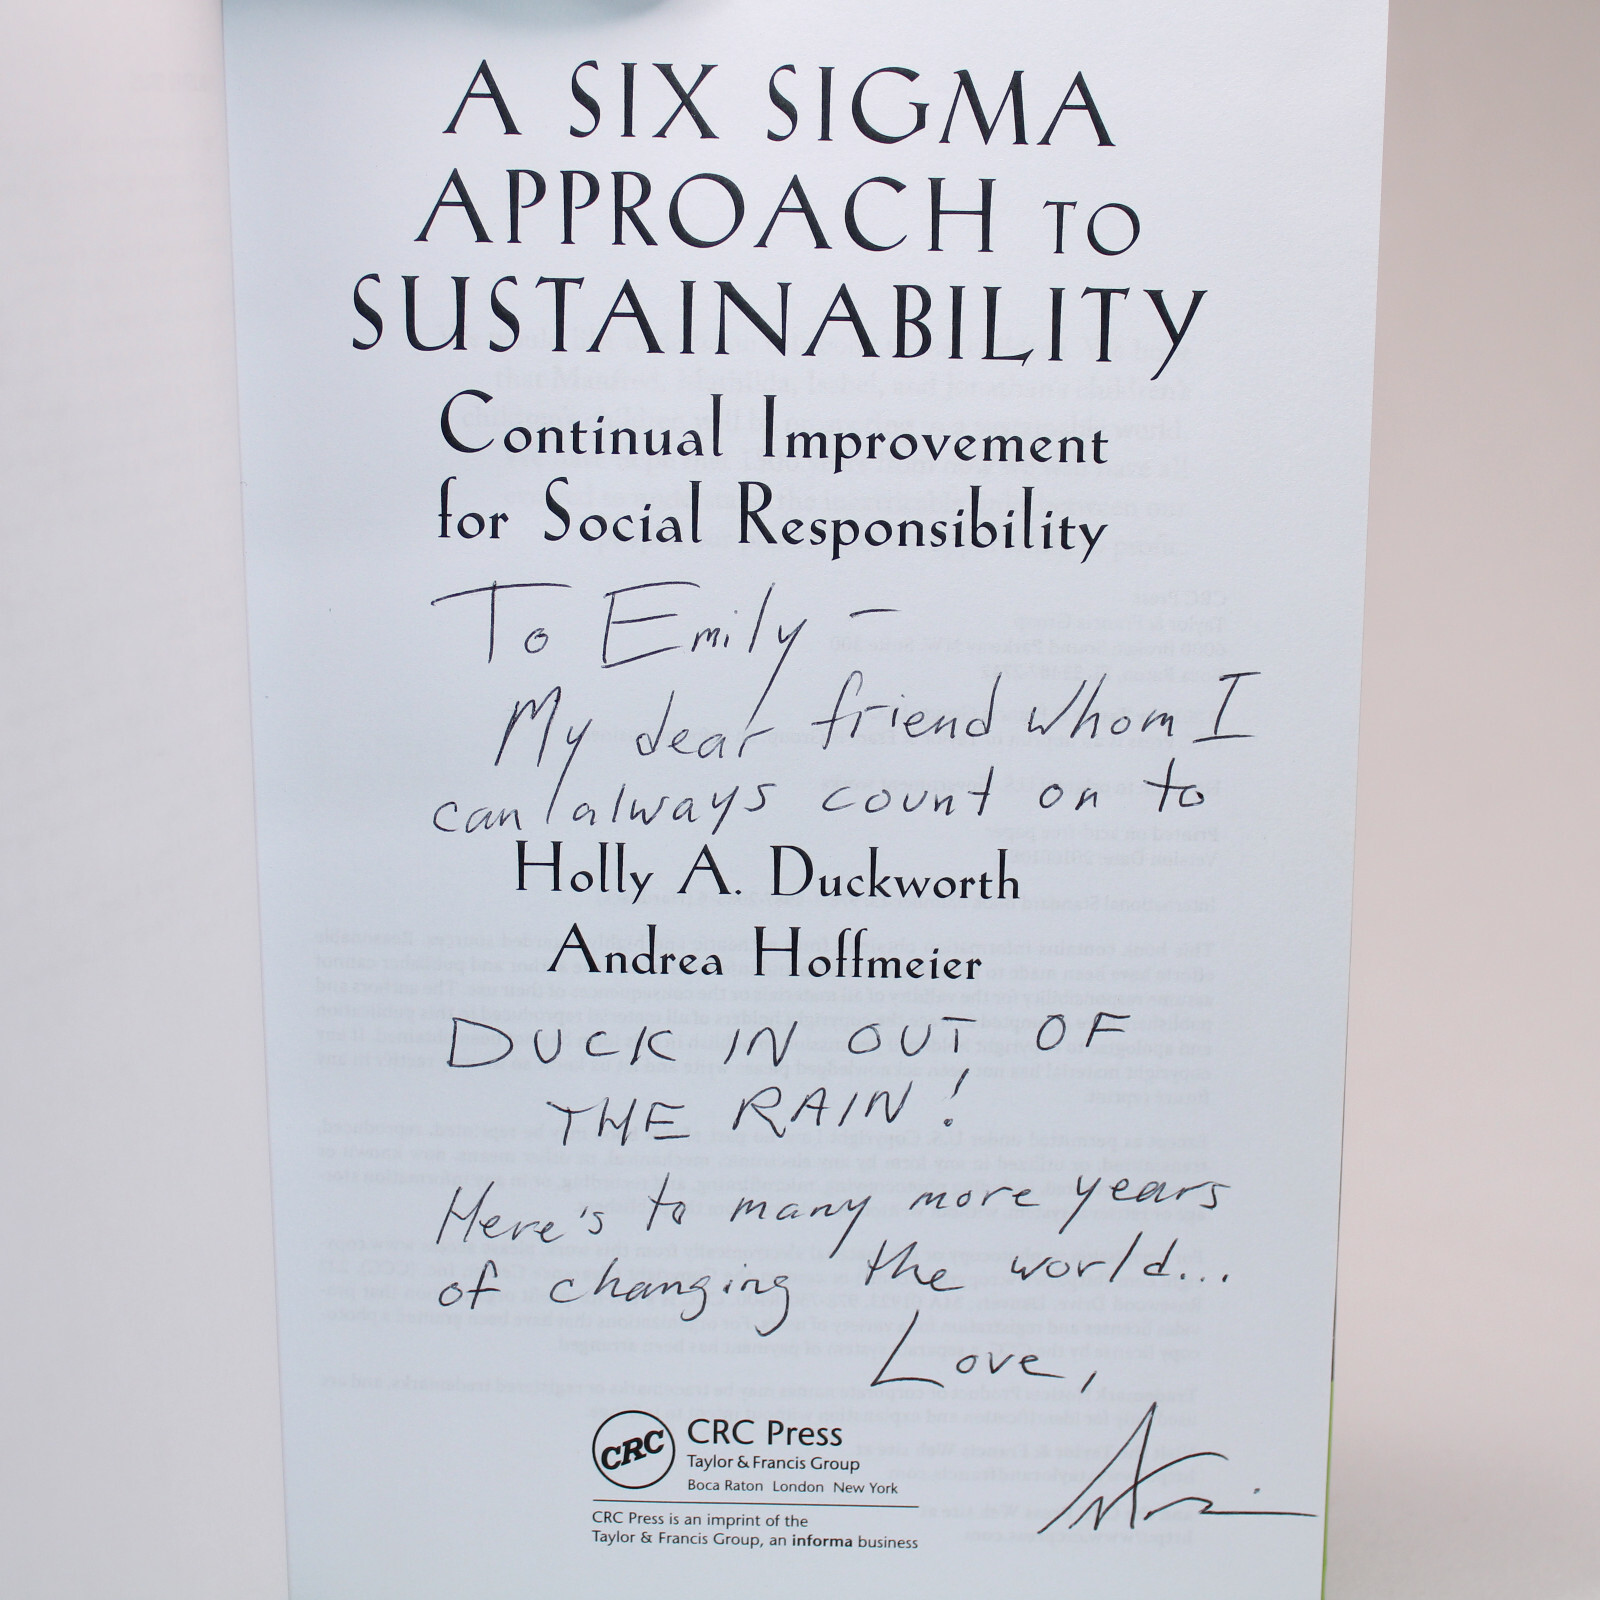 A SIX SIGMA
APPROACH TO
SUSTAINABILITY
Continual Improvement
for Social Responsibility
To Emily –
My dear friend whom I
can always count on to
Holly A. Duckworth
Andrea Hoffmeier
DUCK IN OUT OF
THE RAIN!
Here's to many more years
of changing the world...
Love,
CRC
CRC Press
Taylor & Francis Group
Boca Raton London New York
CRC Press is an imprint of the
Taylor & Francis Group, an informa business